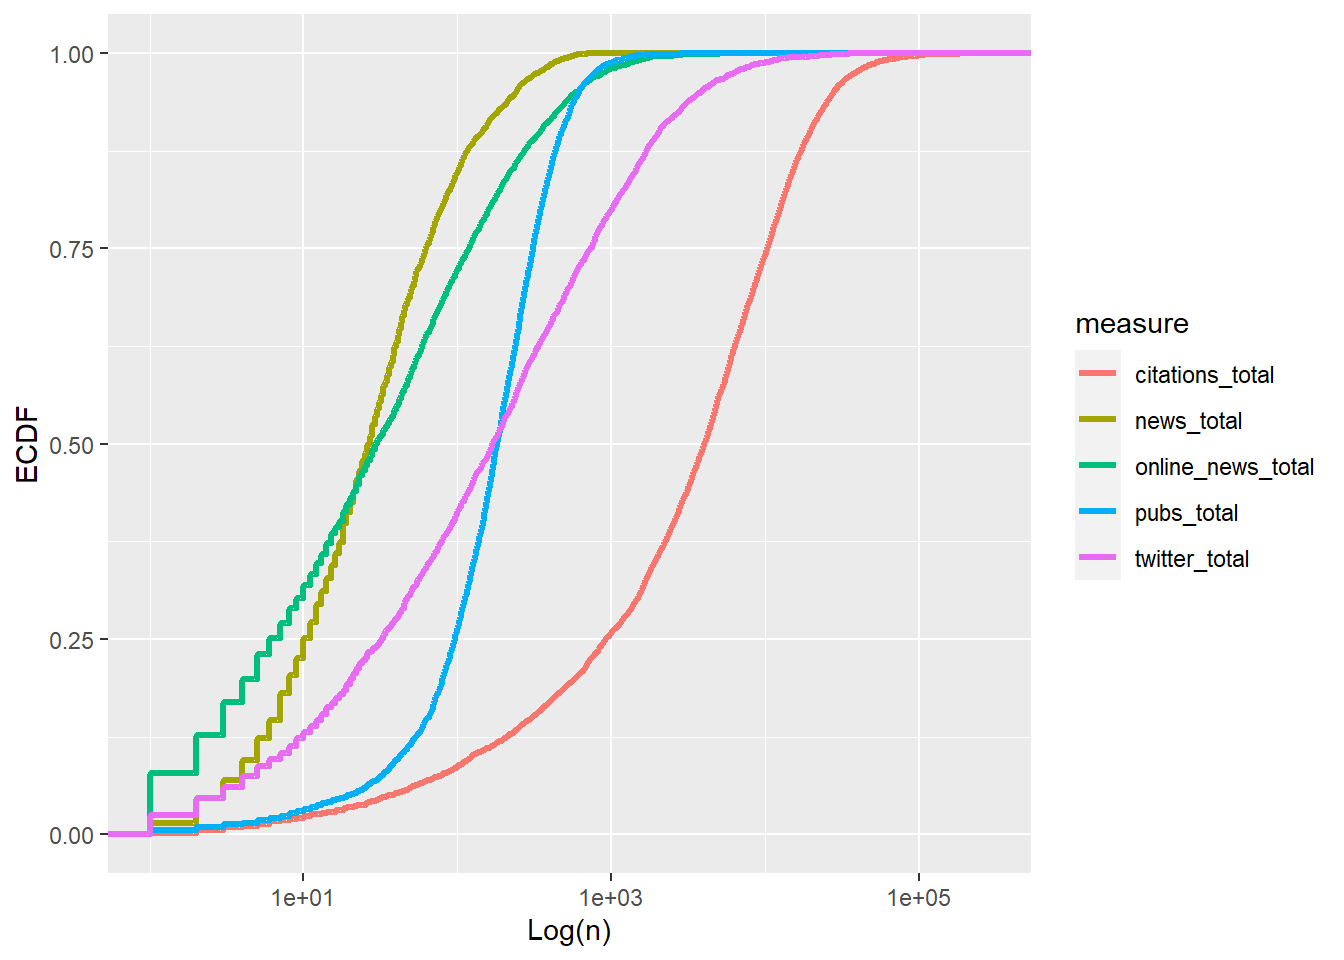 1.00
0.75
0.50
0.25
0.00
ECDF
1e+01
1e+03
1e+05
Log(n)
measure
citations_total
news_total
online_news_total
pubs_total
twitter_total